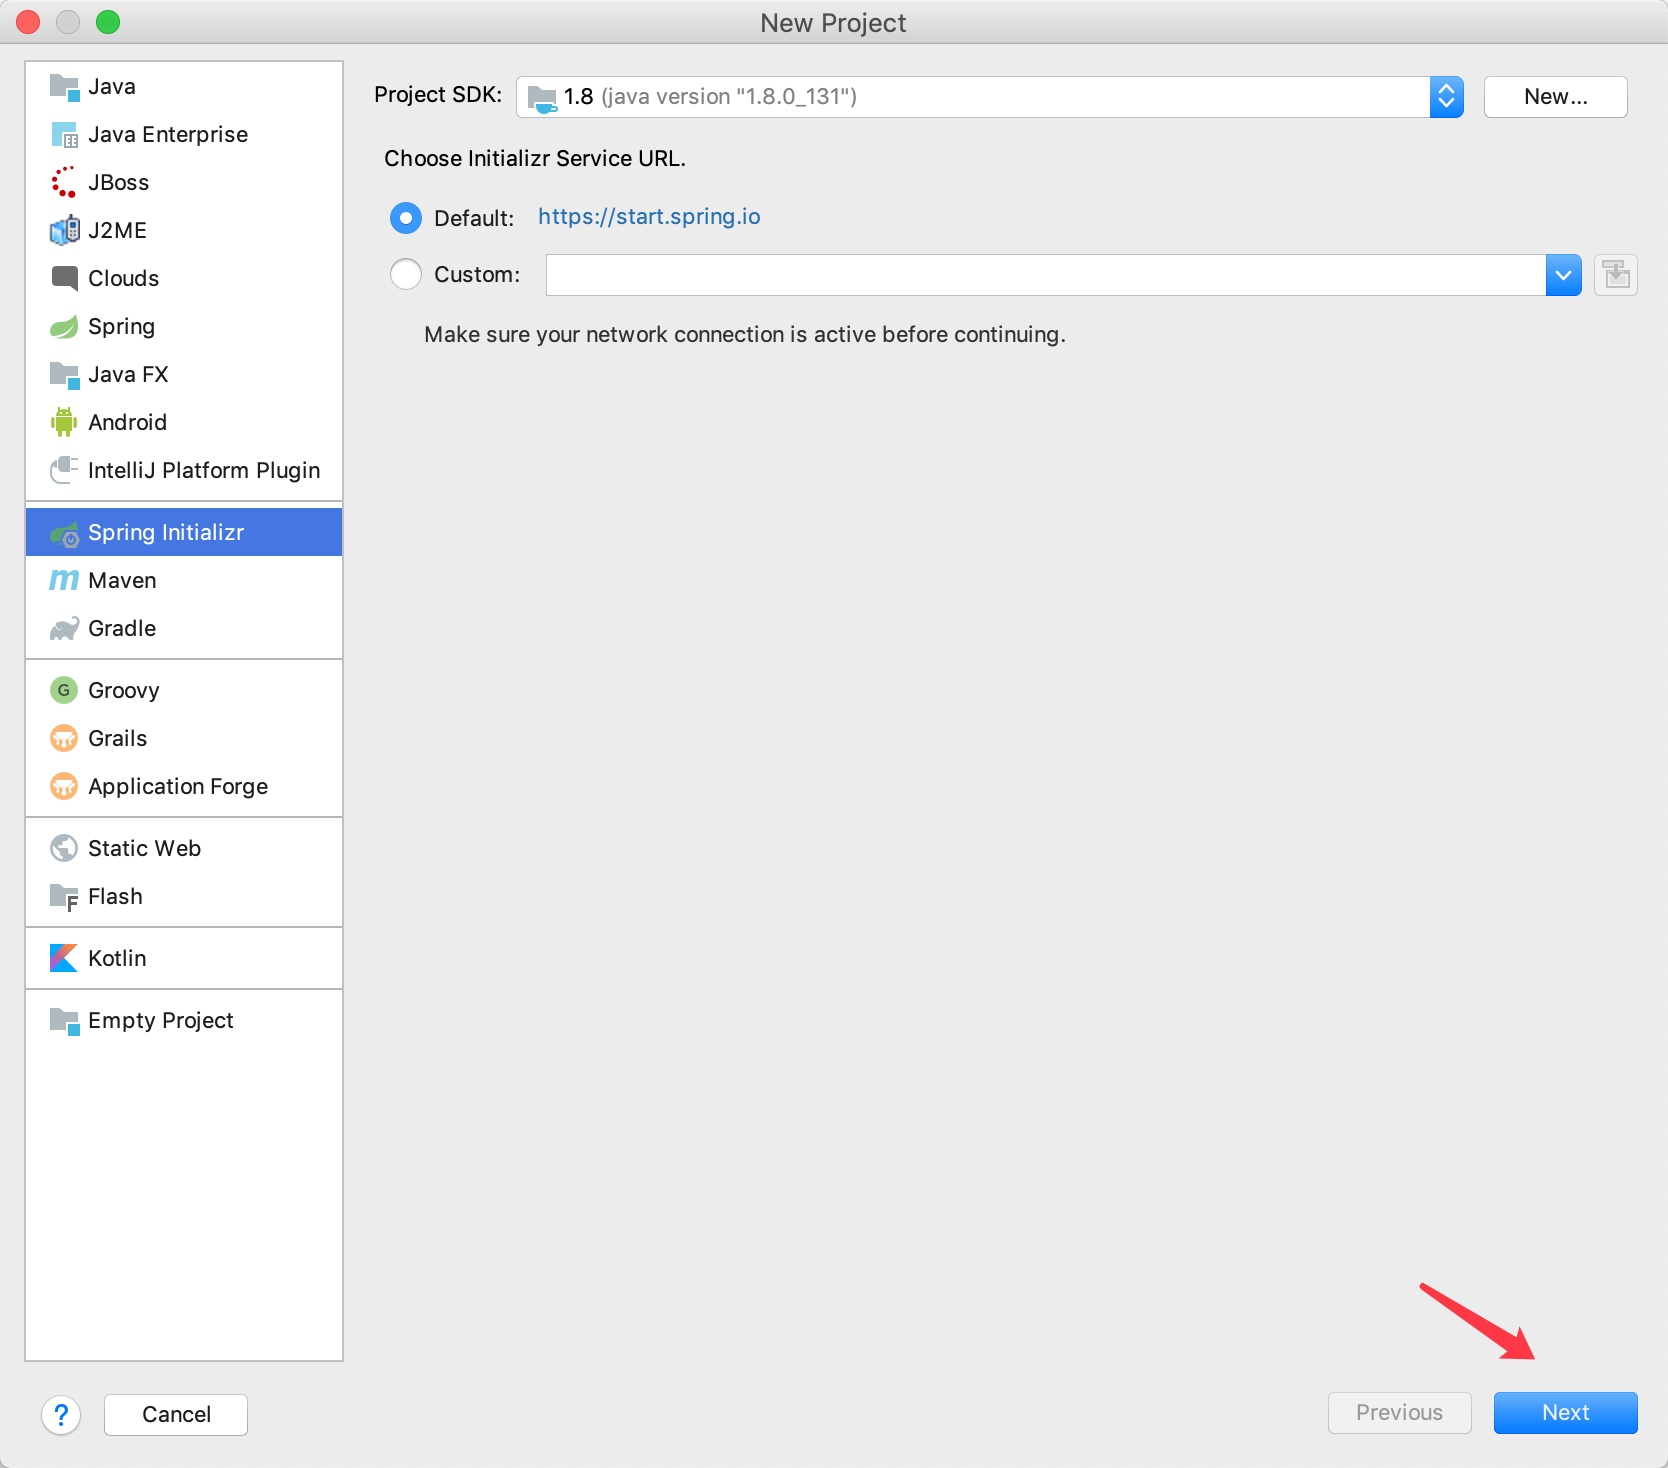 New Project
Java
Java Enterprise
JBoss
J2ME
Clouds
Spring
Java FX
Android
IntelliJ Platform Plugin
Spring Initializr
m Maven
Gradle
G Groovy
Grails
Application Forge
Static Web
F Flash
Kotlin
Empty Project
Project SDK: 1.8 (java version "1.8.0_131") New...
Choose Initializr Service URL.
Default: https://start.spring.io
Custom:
Make sure your network connection is active before continuing.
? Cancel Previous Next